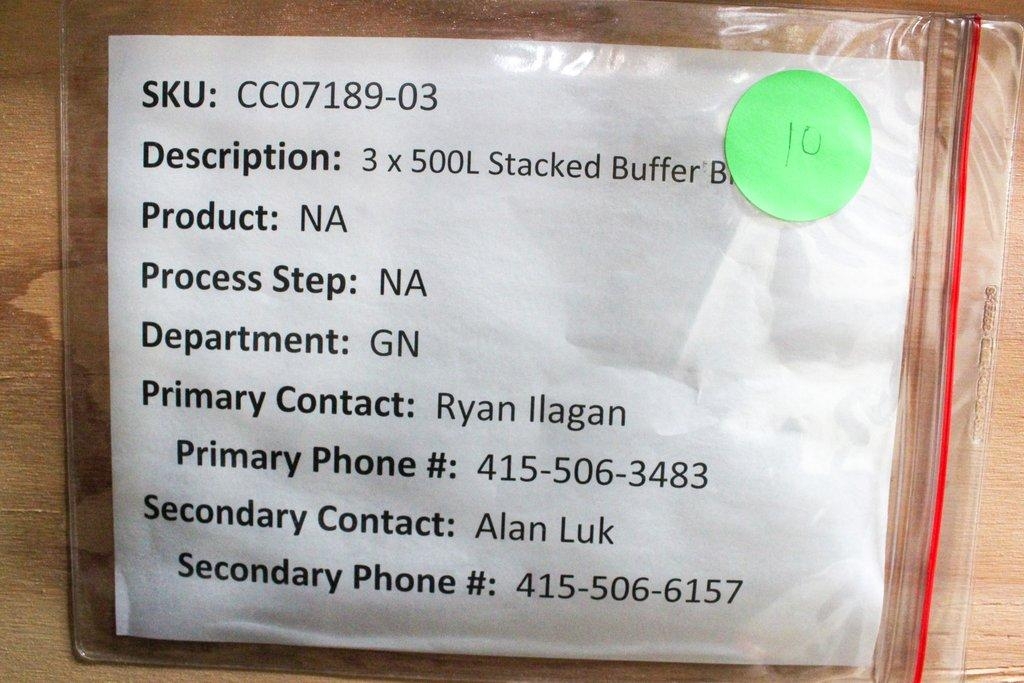 SKU: CC07189-03
10
Description: 3 x 500L Stacked Buffer
Product: NA
Process Step: NA
Department: GN
Primary Contact: Ryan Ilagan
Primary Phone #: 415-506-3483
Secondary Contact: Alan Luk
Secondary Phone #: 415-506-6157